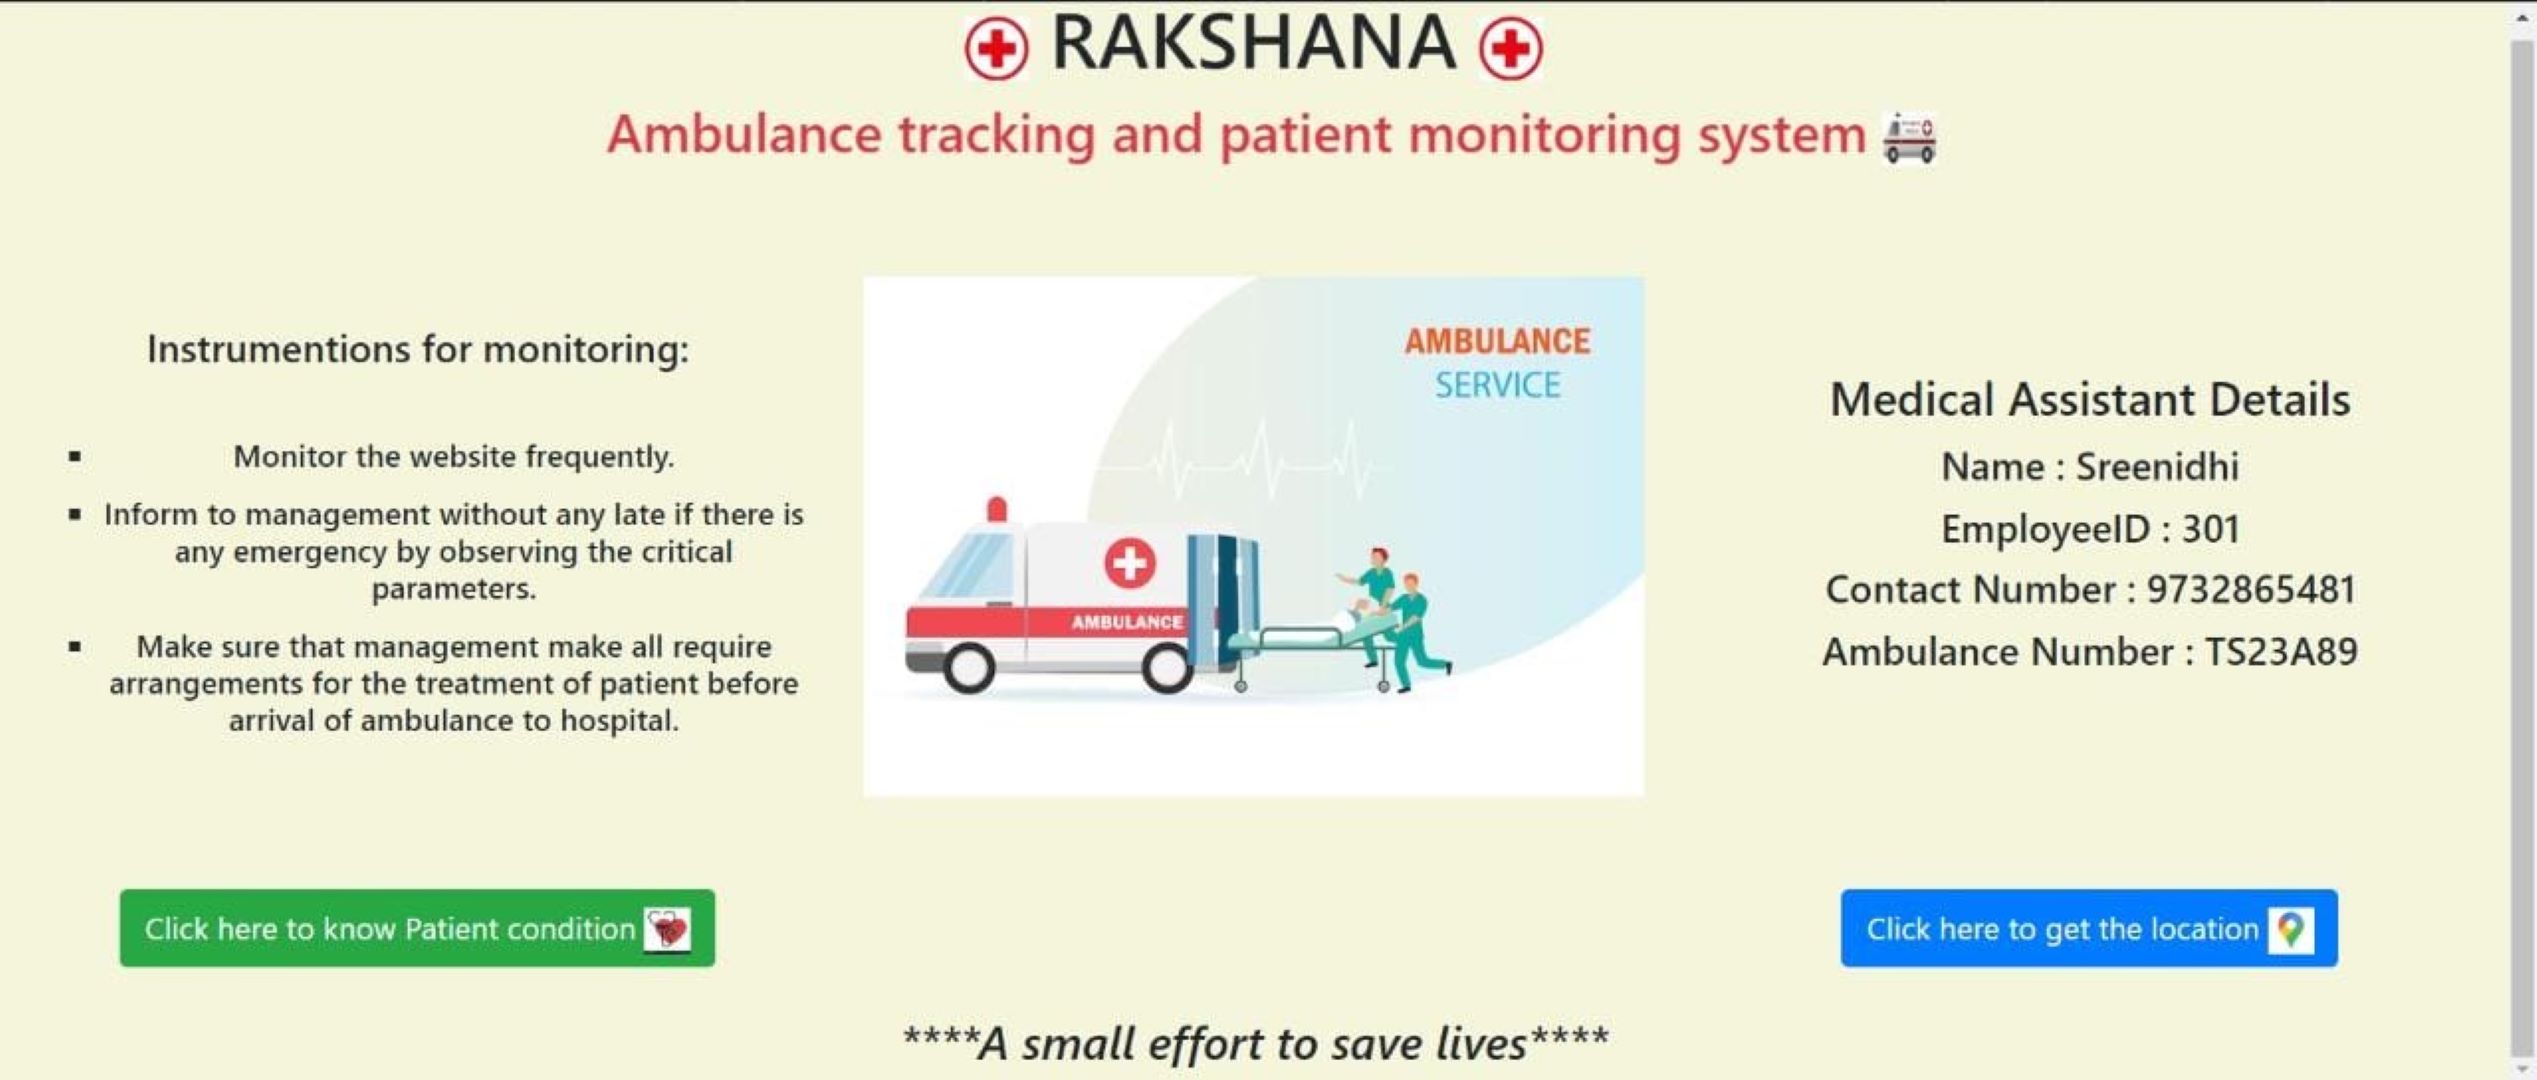 RAKSHANA
Ambulance tracking and patient monitoring system
Instrumentions for monitoring:
▪ Monitor the website frequently.
▪ Inform to management without any late if there is
any emergency by observing the critical
parameters.
▪ Make sure that management make all require
arrangements for the treatment of patient before
arrival of ambulance to hospital.
AMBULANCE
SERVICE
AMBULANCE
Medical Assistant Details
Name : Sreenidhi
EmployeeID : 301
Contact Number : 9732865481
Ambulance Number : TS23A89
Click here to know Patient condition
Click here to get the location
****A small effort to save lives****